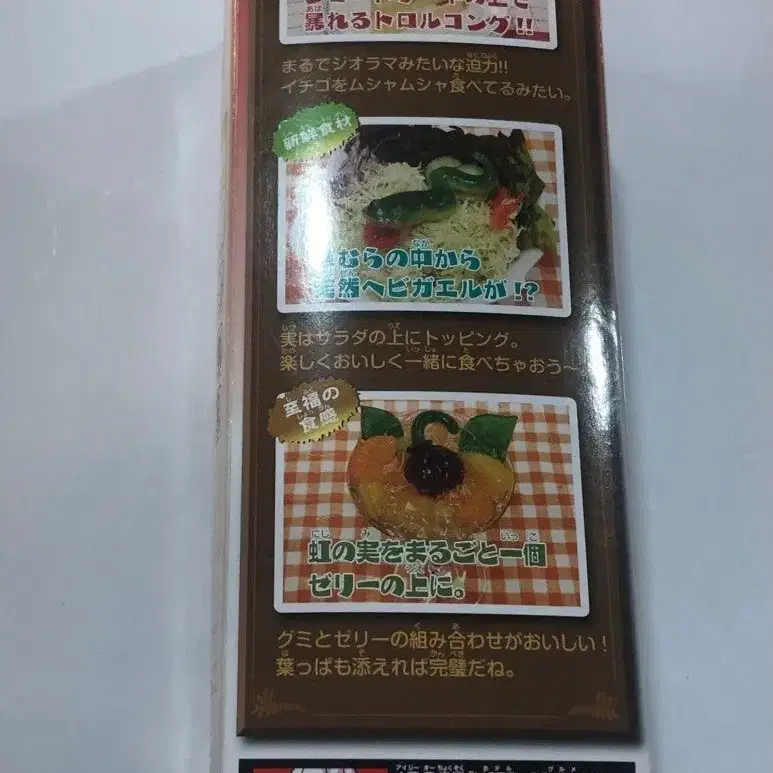 暴れるトロルコング!!
まるでジオラマみたいな迫力!!
イチゴをムシャムシャ食べてるみたい。
新鮮食材
むらの中から
然ヘビガエルが!?
実はサラダの上にトッピング。
楽しくおいしく一緒に食べちゃおう~
至福の
食感
虹の実をまるごと一個
ゼリーの上に。
グミとゼリーの組み合わせがおいしい!
葉っぱも添えれば完璧だね。